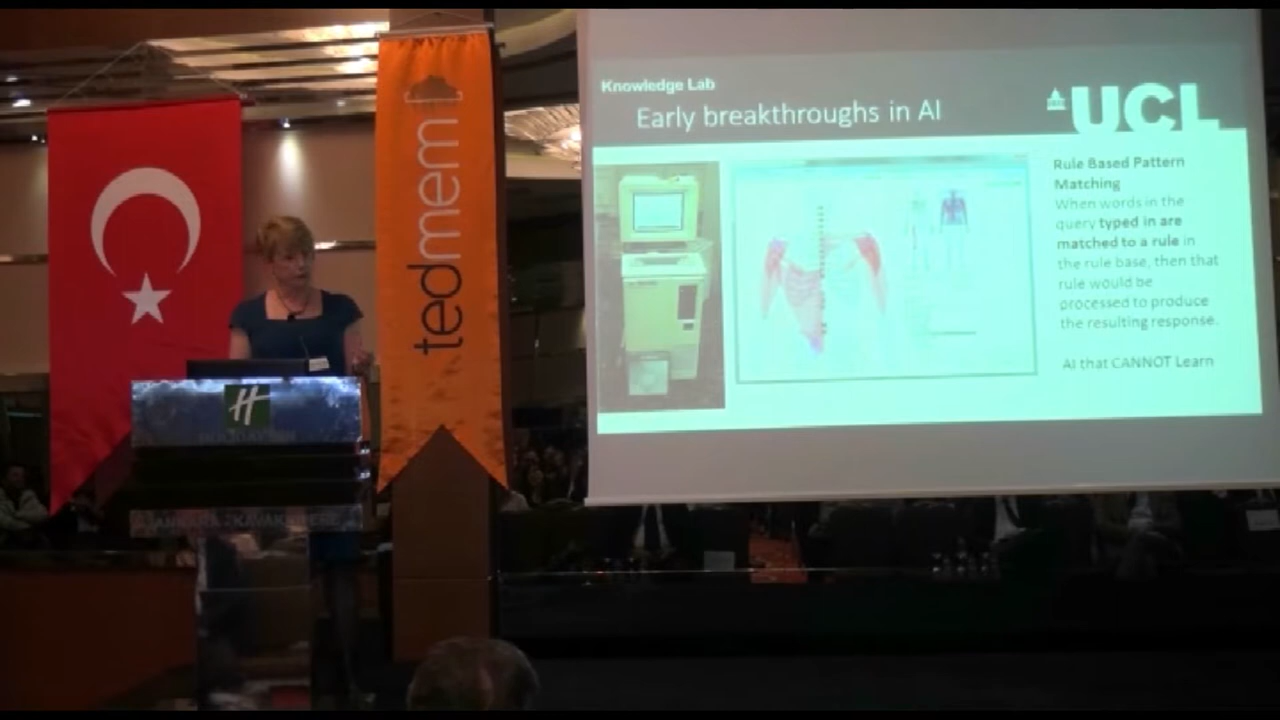 tedmem
Knowledge Lab
Early breakthroughs in AI
UCL
Rule Based Pattern
Matching
When words in the
query typed in are
matched to a rule in
the rule base, then that
rule would be
processed to produce
the resulting response.
AI that CANNOT Learn
H